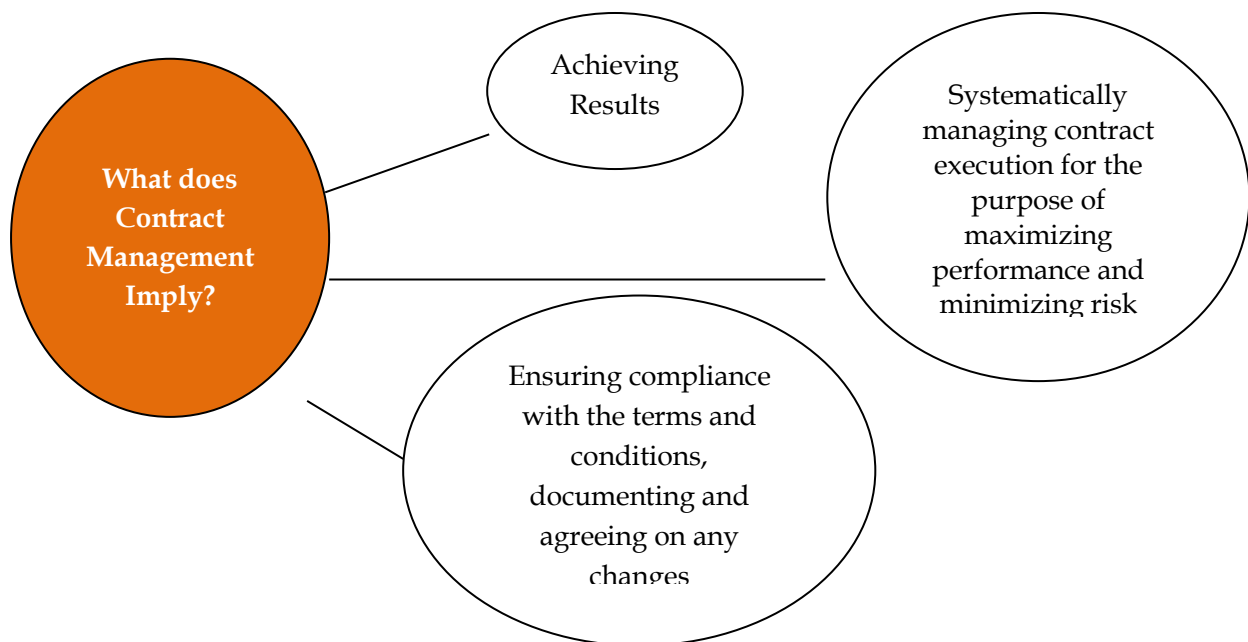 What does
Contract
Management
Imply?
Achieving
Results
Systematically
managing contract
execution for the
purpose of
maximizing
performance and
minimizing risk
Ensuring compliance
with the terms and
conditions,
documenting and
agreeing on any
changes